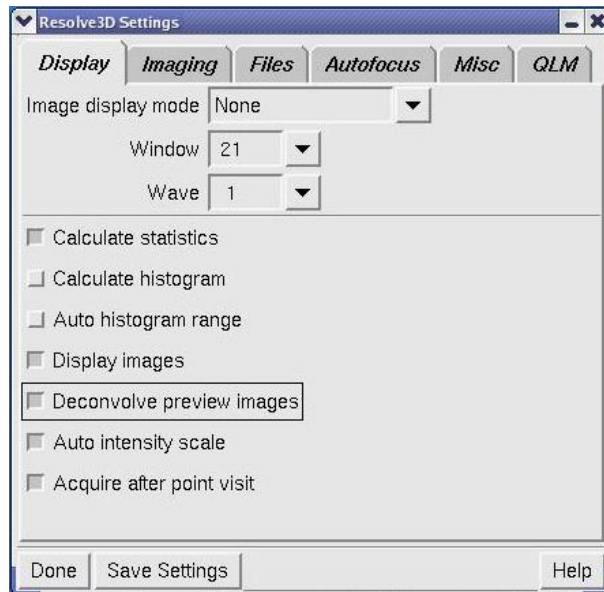 Resolve3D Settings
Display Imaging Files Autofocus Misc QLM
Image display mode None
Window 21
Wave 1
Calculate statistics
Calculate histogram
Auto histogram range
Display images
Deconvolve preview images
Auto intensity scale
Acquire after point visit
Done Save Settings Help